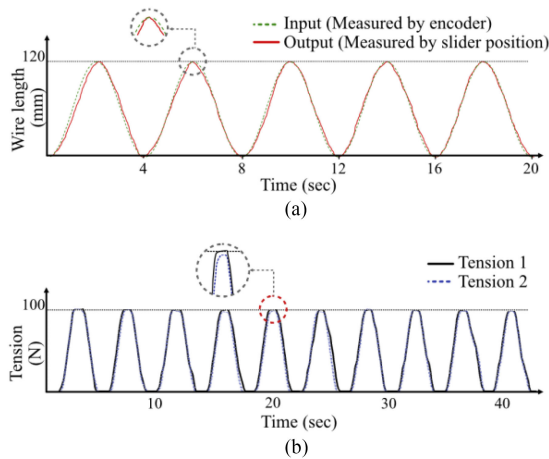 (a)
Input (Measured by encoder)
Output (Measured by slider position)
120
Wire length
(mm)
4
8
12
16
20
Time (sec)
(a)
Tension 1
Tension 2
100
Tension
(N)
10
20
30
40
Time (sec)
(b)